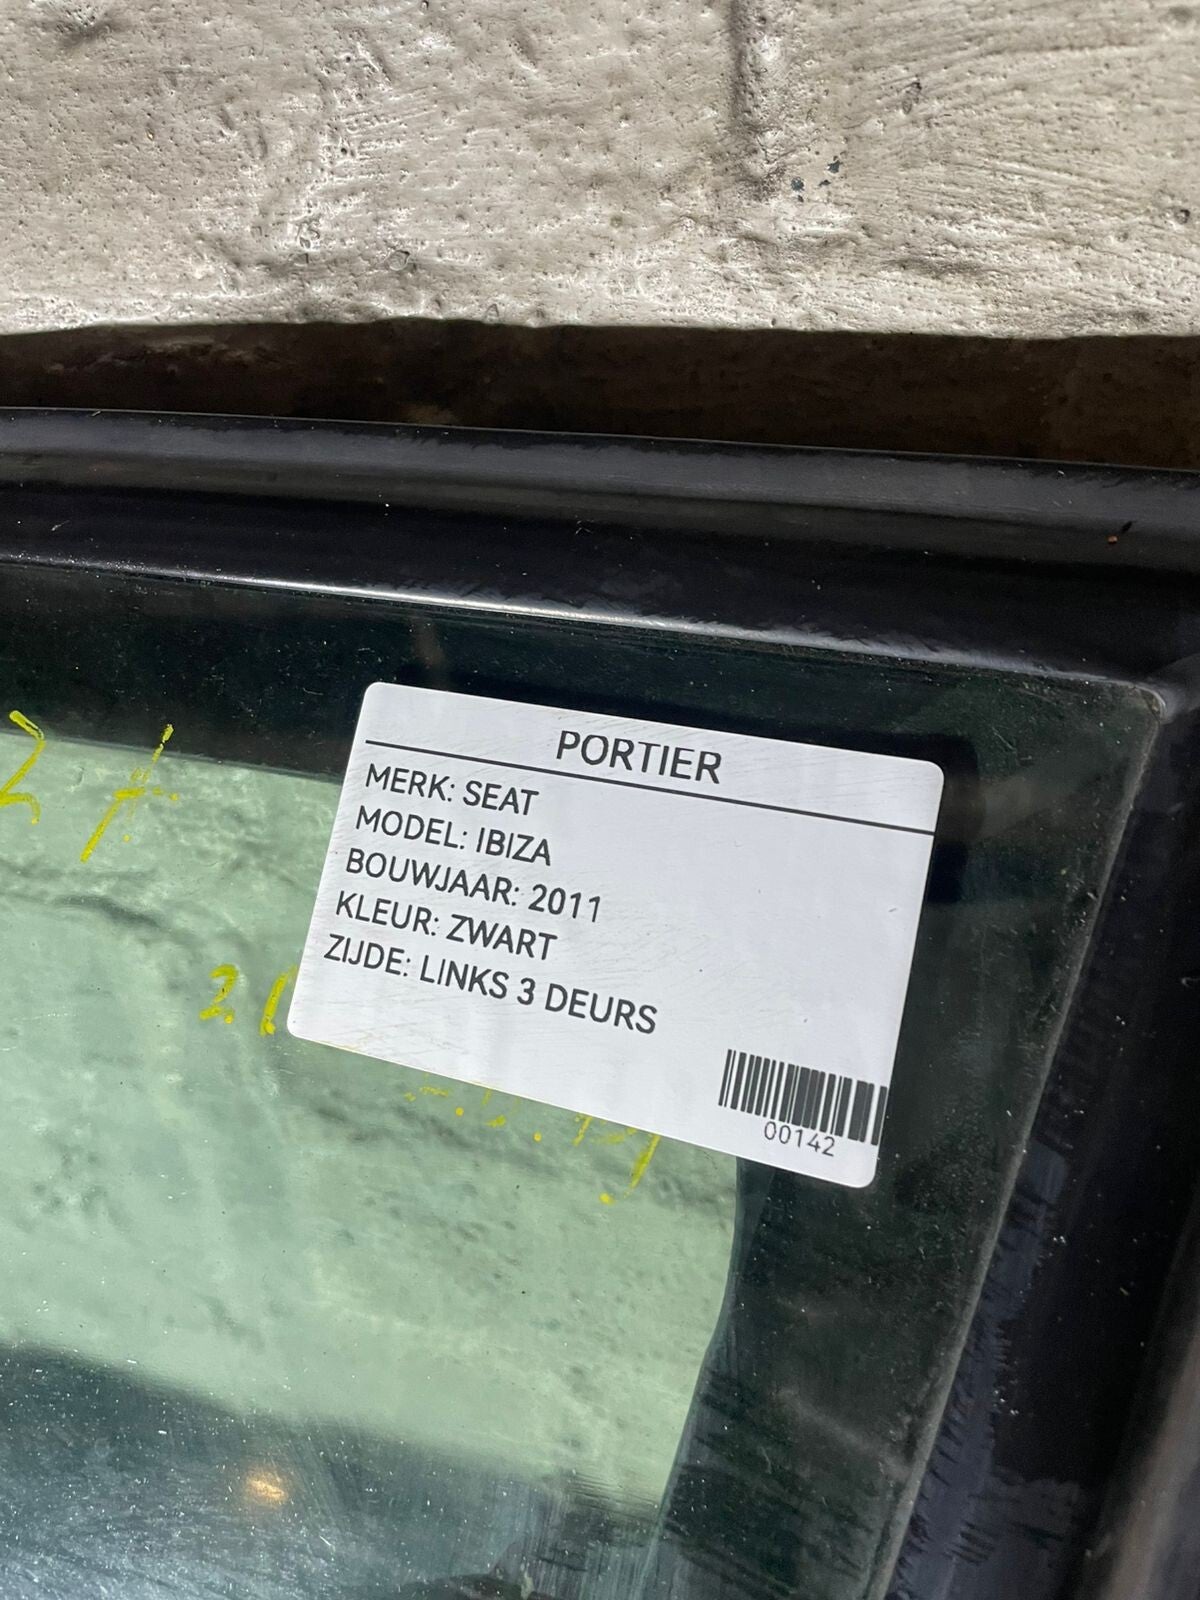 PORTIER
MERK: SEAT
MODEL: IBIZA
BOUWJAAR: 2011
KLEUR: ZWART
ZIJDE: LINKS 3 DEURS
00142